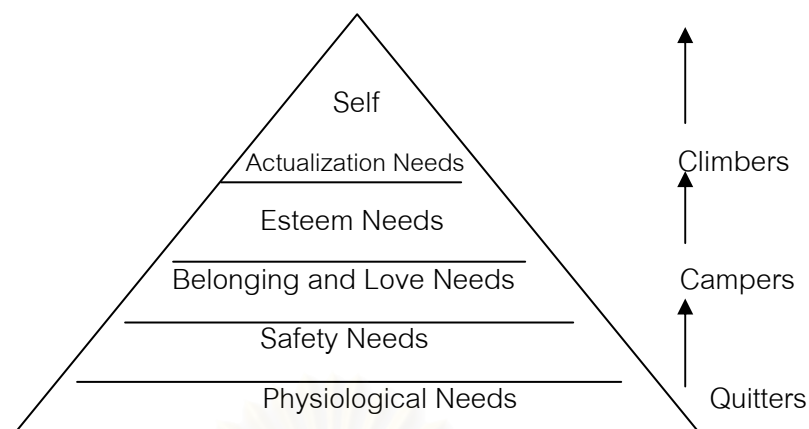 Self
Actualization Needs
Climbers
Esteem Needs
Belonging and Love Needs
Campers
Safety Needs
Physiological Needs
Quitters